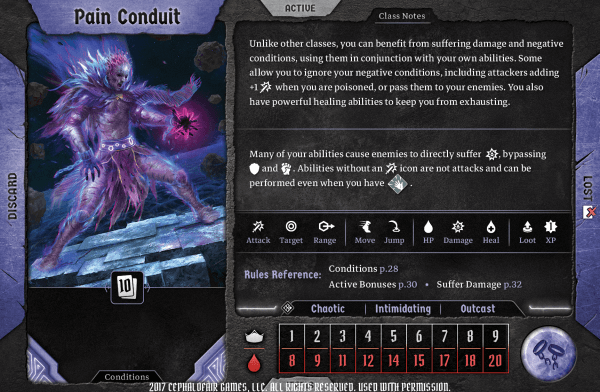 Pain Conduit
ACTIVE
Class Notes
Unlike other classes, you can benefit from suffering damage and negative
conditions, using them in conjunction with your own abilities. Some
allow you to ignore your negative conditions, including attackers adding
+1 when you are poisoned, or pass them to your enemies. You also
have powerful healing abilities to keep you from exhausting.
Many of your abilities cause enemies to directly suffer , bypassing
and . Abilities without an icon are not attacks and can be
performed even when you have .
DISCARD
LOST
Attack Target Range Move Jump HP Damage Heal Loot XP
10
Rules Reference: Conditions p.28
Active Bonuses p.30 • Suffer Damage p.32
Chaotic Intimidating Outcast
1 2 3 4 5 6 7 8 9
8 9 11 12 14 15 17 18 20
Conditions
2017 CEPHALOFAIR GAMES, LLC. ALL RIGHTS RESERVED. USED WITH PERMISSION.